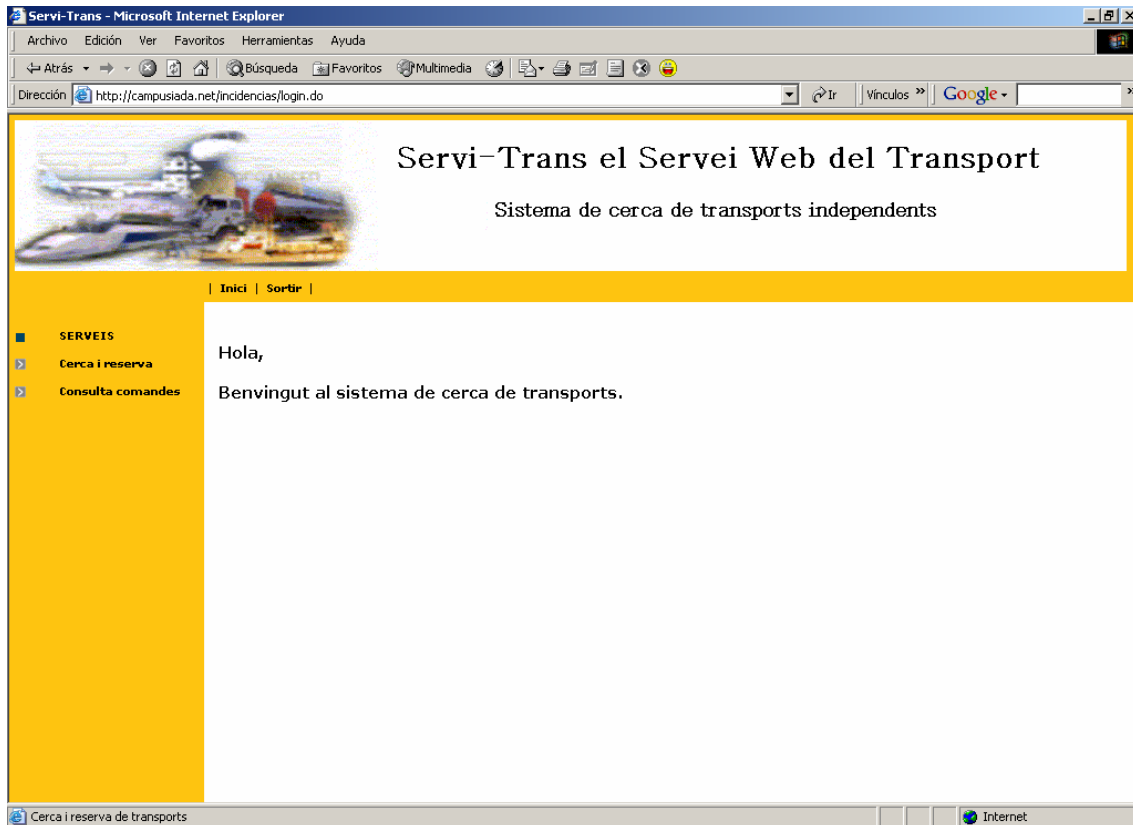 Servi-Trans - Microsoft Internet Explorer
Archivo Edición Ver Favoritos Herramientas Ayuda
Atrás Búsqueda Favoritos Multimedia
Dirección http://campusiada.net/incidencias/login.do Ir Vínculos » Google »
Servi-Trans el Servei Web del Transport
Sistema de cerca de transports independents
| Inici | Sortir |
SERVEIS
Cerca i reserva
Consulta comandes
Hola,
Benvingut al sistema de cerca de transports.
Cerca i reserva de transports Internet